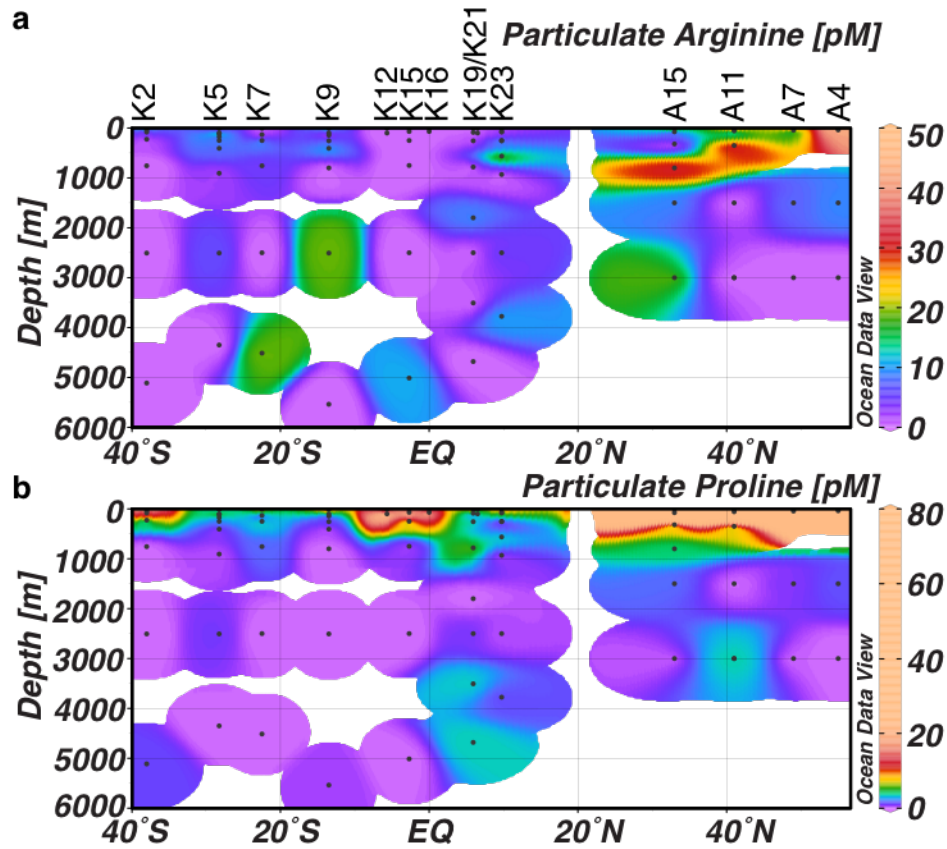 a
Particulate Arginine [pM]
K2
K5
K7
K9
K12
K15
K16
K19/K21
K23
A15
A11
A7
A4
0
1000
2000
3000
4000
5000
6000
Depth [m]
40°S
20°S
EQ
20°N
40°N
Ocean Data View
50
40
30
20
10
0
b
Particulate Proline [pM]
0
1000
2000
3000
4000
5000
6000
Depth [m]
40°S
20°S
EQ
20°N
40°N
Ocean Data View
80
60
40
20
0